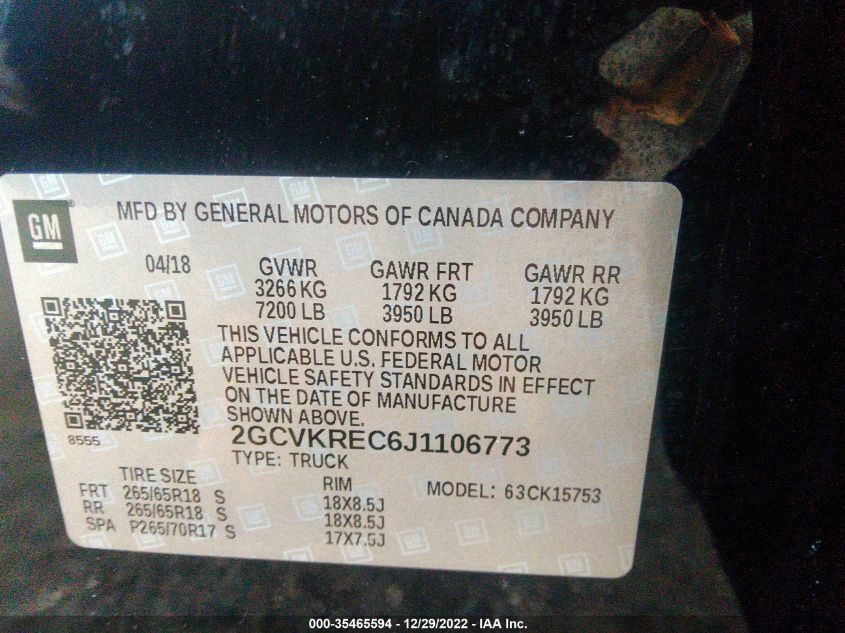 GM
MFD BY GENERAL MOTORS OF CANADA COMPANY
04/18 GVWR GAWR FRT GAWR RR
3266 KG 1792 KG 1792 KG
7200 LB 3950 LB 3950 LB
THIS VEHICLE CONFORMS TO ALL
APPLICABLE U.S. FEDERAL MOTOR
VEHICLE SAFETY STANDARDS IN EFFECT
ON THE DATE OF MANUFACTURE
SHOWN ABOVE.
8555
2GCVKREC6J1106773
TYPE: TRUCK
TIRE SIZE RIM MODEL: 63CK15753
FRT 265/65R18 S 18X8.5J
RR 265/65R18 S 18X8.5J
SPA P265/70R17 S 17X7.5J
000-35465594 - 12/29/2022 - IAA Inc.